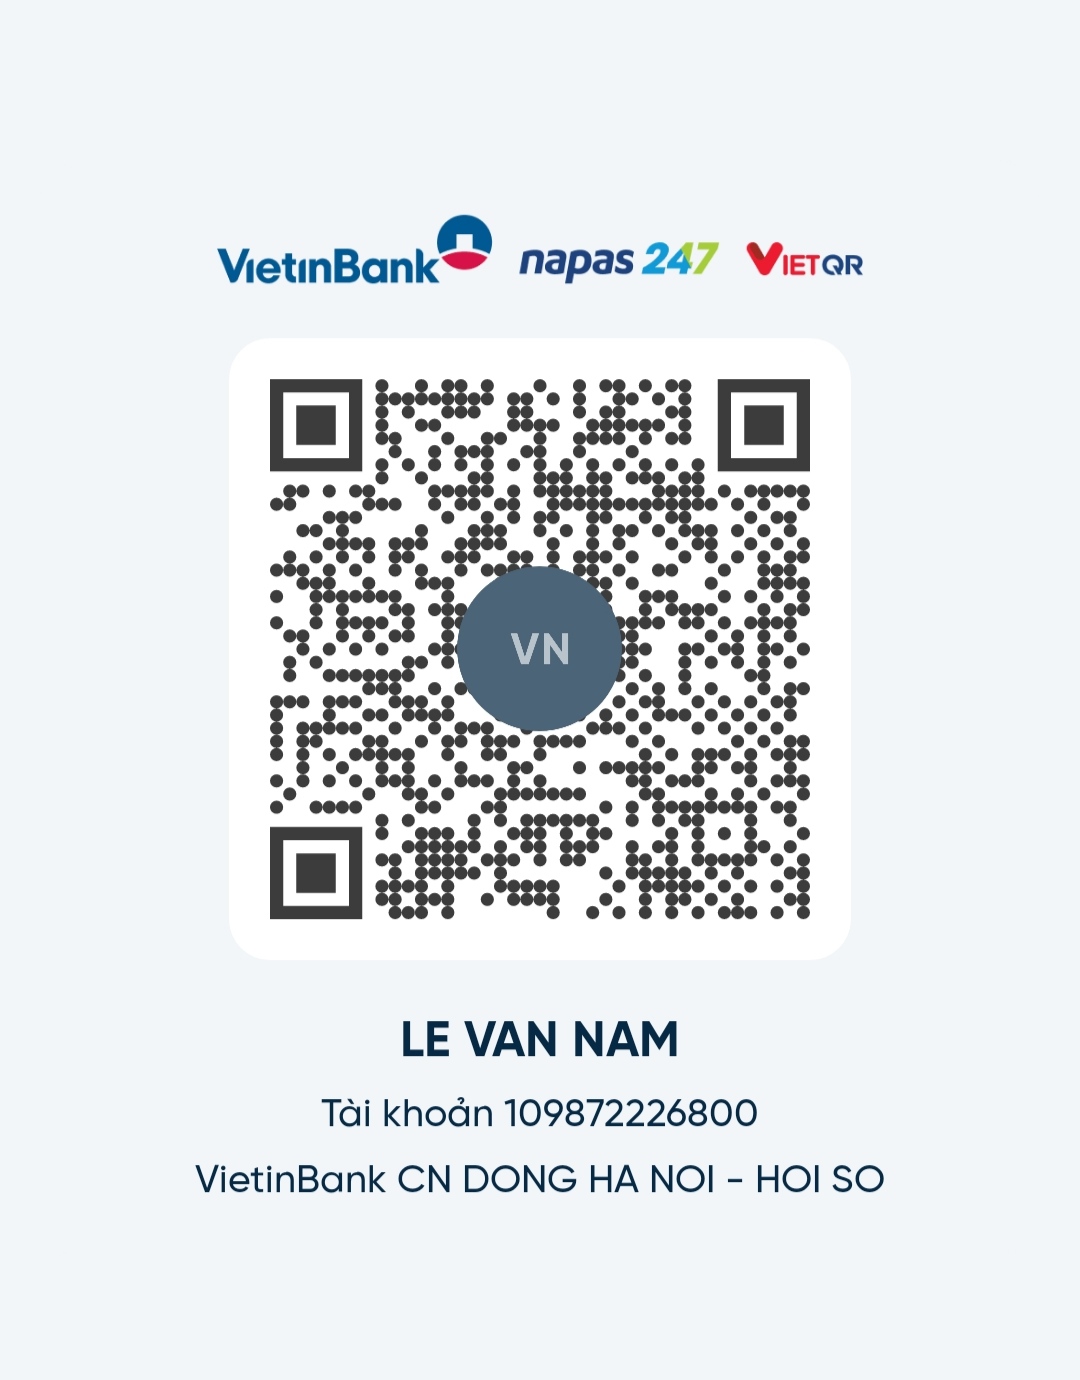 VietinBank napas 247 VIETQR
VN
LE VAN NAM
Tài khoản 109872226800
VietinBank CN DONG HA NOI - HOI SO